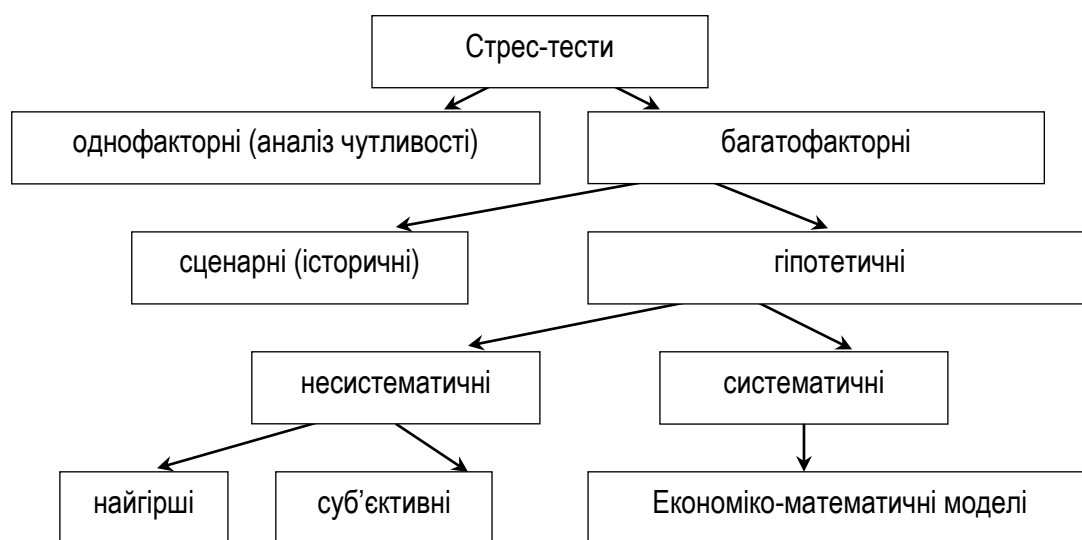 Стрес-тести
однофакторні (аналіз чутливості)
багатофакторні
сценарні (історичні)
гіпотетичні
несистематичні
систематичні
найгірші
суб’єктивні
Економіко-математичні моделі